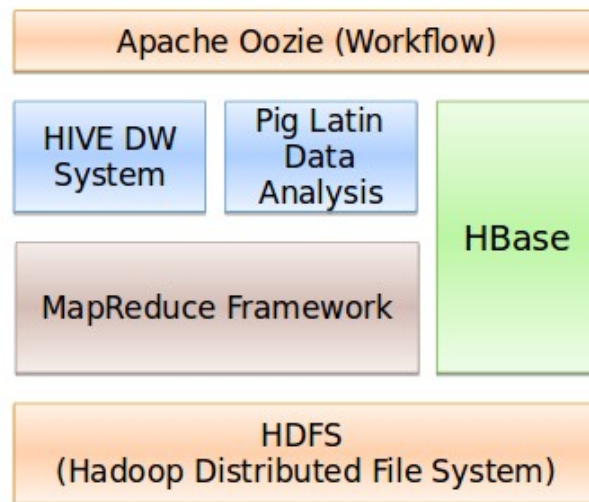 Apache Oozie (Workflow)
HIVE DW
System
Pig Latin
Data
Analysis
HBase
MapReduce Framework
HDFS
(Hadoop Distributed File System)